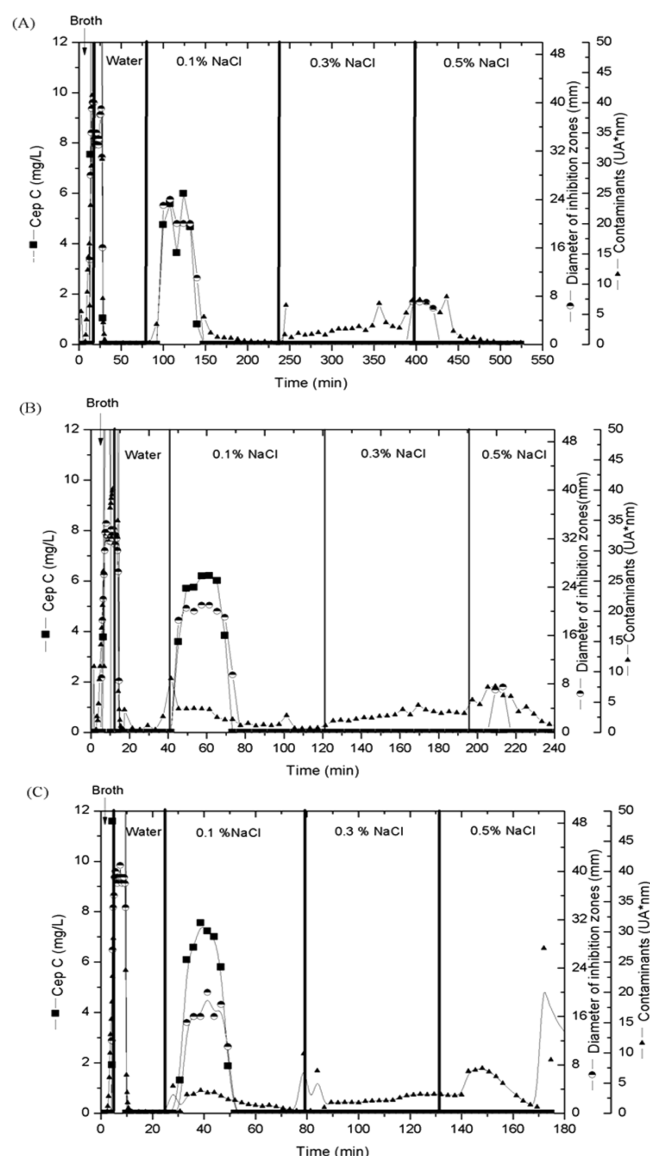 (A)
Broth
Water 0.1% NaCl 0.3% NaCl 0.5% NaCl
12 10 8 6 4 2 0
Cep C (mg/L)
48 40 32 24 16 8 0
Diameter of inhibition zones (mm)
50 45 40 35 30 25 20 15 10 5 0
Contaminants (UA*nm)
0 50 100 150 200 250 300 350 400 450 500 550
Time (min)
(B)
Broth
Water 0.1% NaCl 0.3% NaCl 0.5% NaCl
12 10 8 6 4 2 0
Cep C (mg/L)
48 40 32 24 16 8 0
Diameter of inhibition zones(mm)
50 45 40 35 30 25 20 15 10 5 0
Contaminants (UA*nm)
0 20 40 60 80 100 120 140 160 180 200 220 240
Time (min)
(C)
Broth
Water 0.1 %NaCl 0.3 % NaCl 0.5% NaCl
12 10 8 6 4 2 0
Cep C (mg/L)
48 40 32 24 16 8 0
Diameter of inhibition zones (mm)
50 45 40 35 30 25 20 15 10 5 0
Contaminants (UA*nm)
0 20 40 60 80 100 120 140 160 180
Time (min)